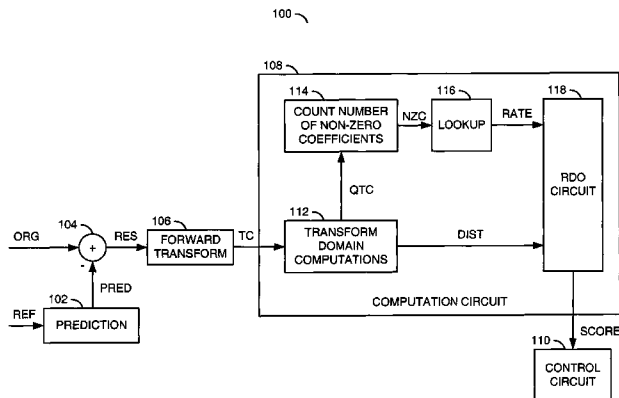 100
108
114
COUNT NUMBER
OF NON-ZERO
COEFFICIENTS
NZC
116
LOOKUP
RATE
118
RDO
CIRCUIT
QTC
ORG
104
+
-
RES
106
FORWARD
TRANSFORM
TC
112
TRANSFORM
DOMAIN
COMPUTATIONS
DIST
PRED
REF
102
PREDICTION
COMPUTATION CIRCUIT
SCORE
110
CONTROL
CIRCUIT